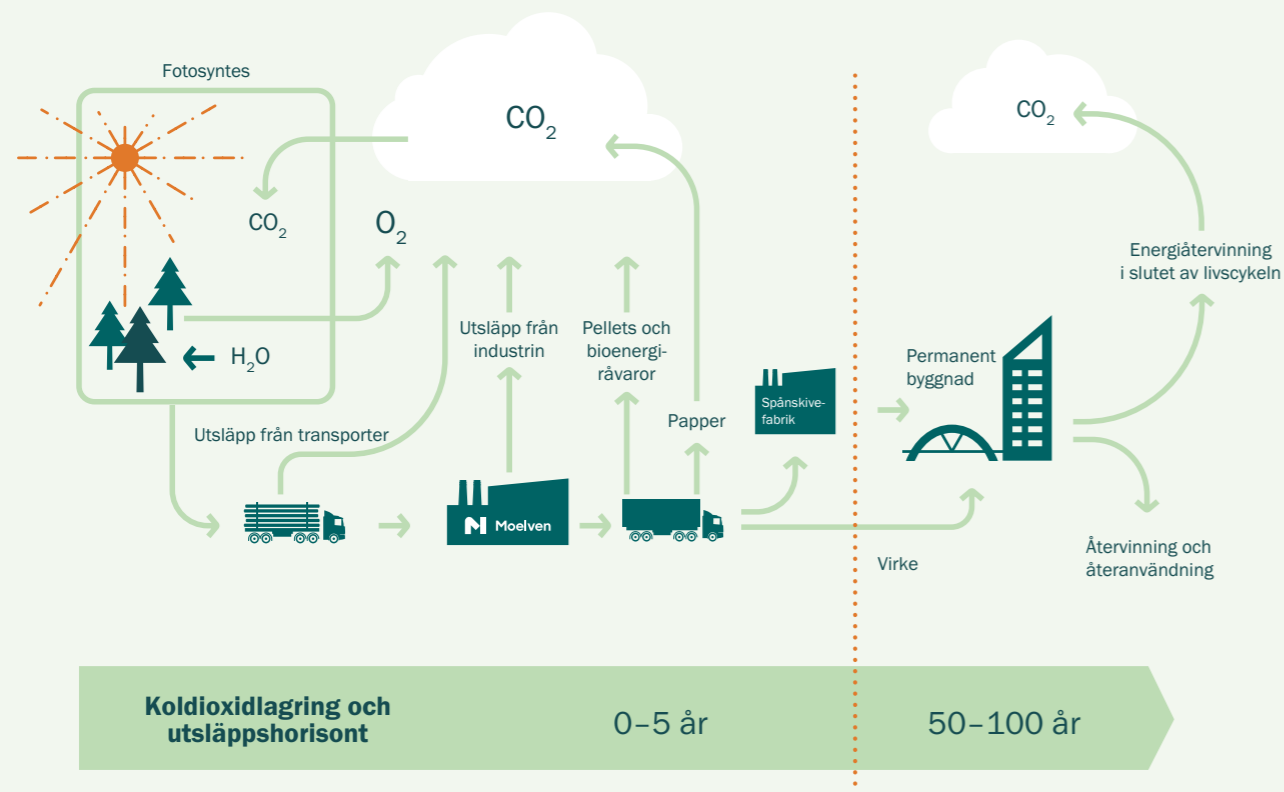 Fotosyntes
CO₂
CO₂
CO₂
O₂
H₂O
Energiåtervinning
i slutet av livscykeln
Utsläpp från
industrin
Pellets och
bioenergi-
råvaror
Permanent
byggnad
Spånskive-
fabrik
Papper
Utsläpp från transporter
Moelven
Virke
Återvinning och
återanvändning
Koldioxidlagring och
utsläppshorisont
0–5 år
50–100 år